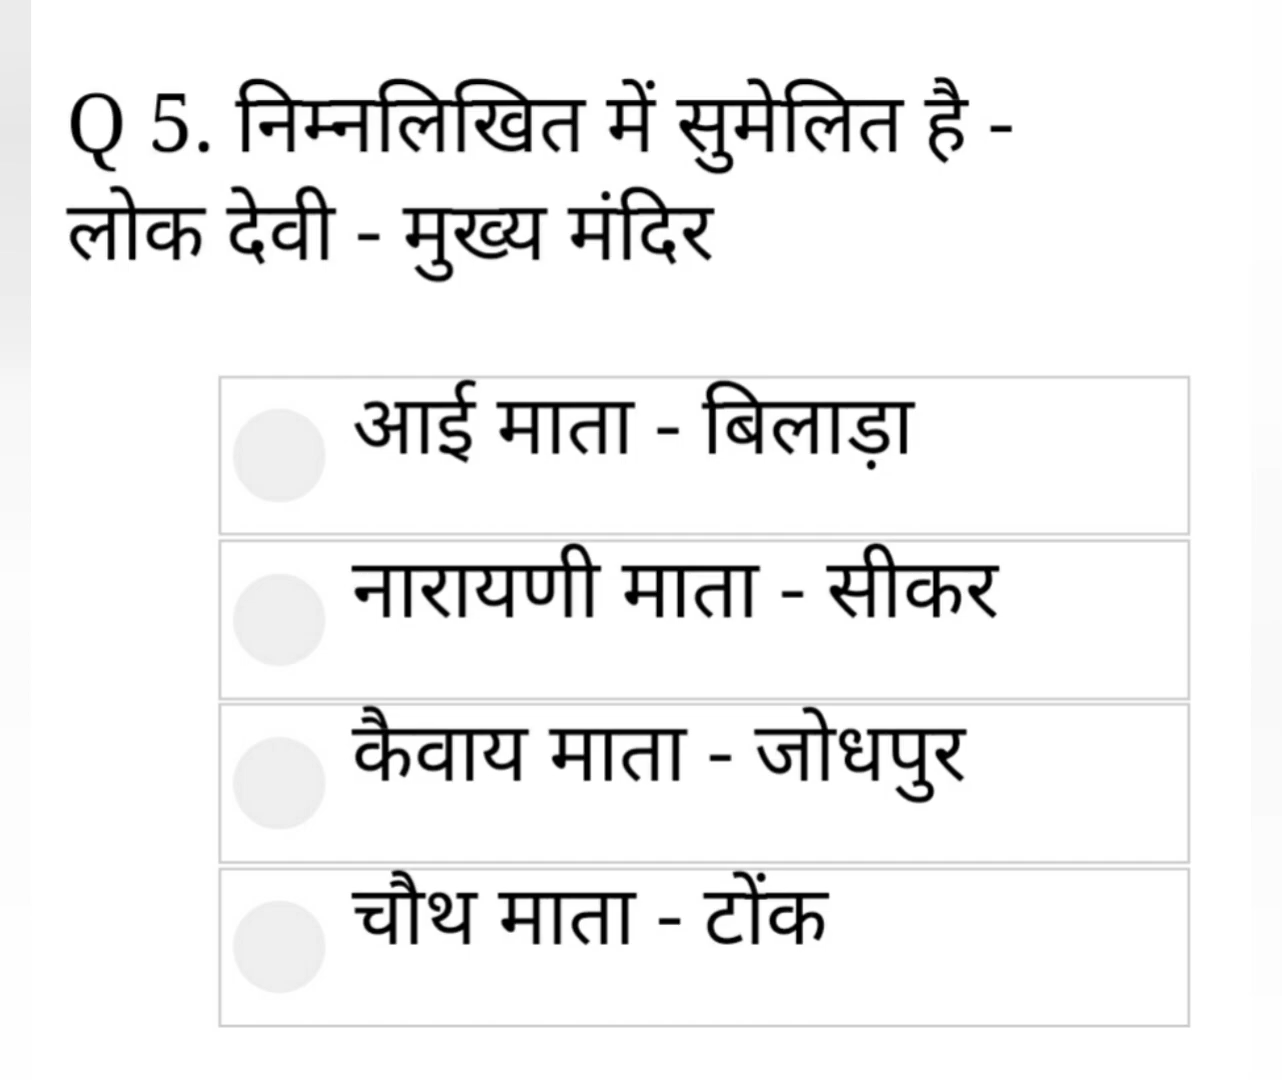 Q 5. निम्नलिखित में सुमेलित है -
लोक देवी - मुख्य मंदिर
आई माता - बिलाड़ा
नारायणी माता - सीकर
कैवाय माता - जोधपुर
चौथ माता - टोंक